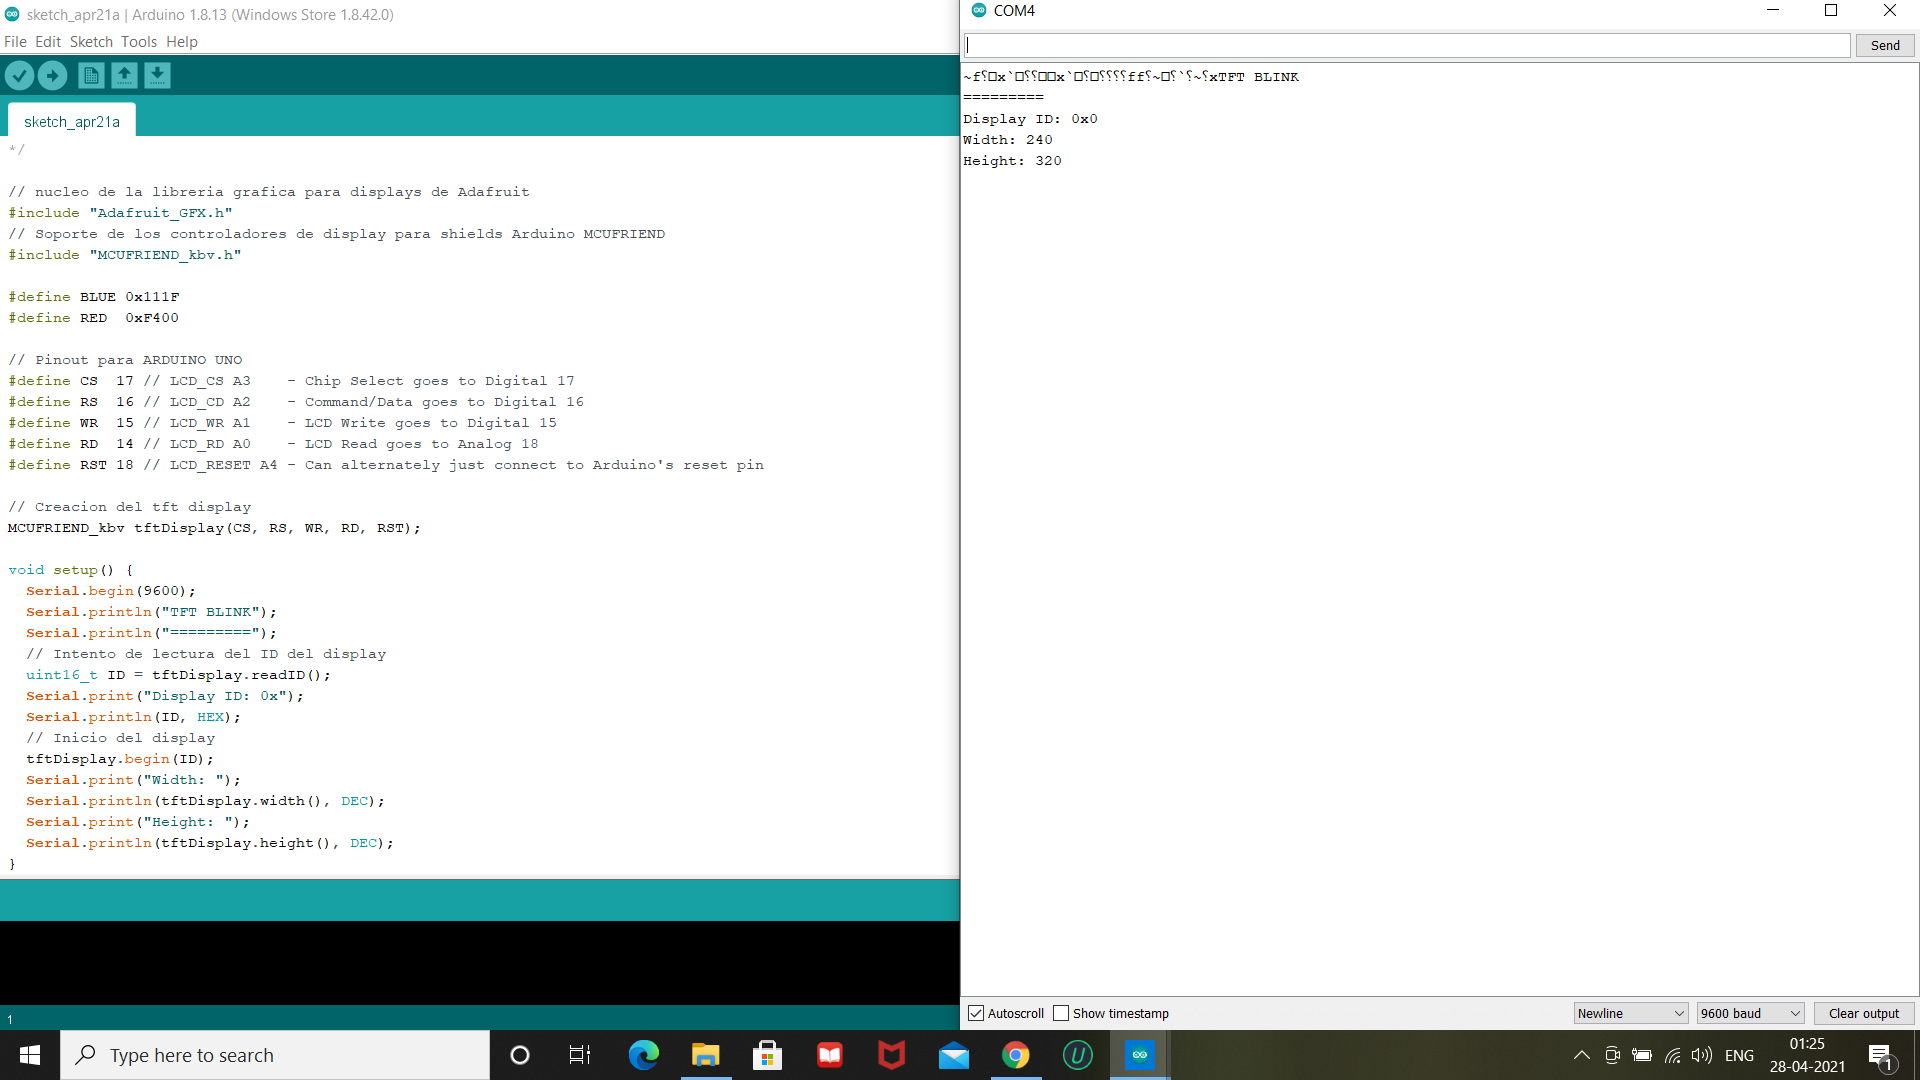 sketch_apr21a | Arduino 1.8.13 (Windows Store 1.8.42.0)
File Edit Sketch Tools Help
sketch_apr21a
*/
// nucleo de la libreria grafica para displays de Adafruit
#include "Adafruit_GFX.h"
// Soporte de los controladores de display para shields Arduino MCUFRIEND
#include "MCUFRIEND_kbv.h"
#define BLUE 0x111F
#define RED  0xF400
// Pinout para ARDUINO UNO
#define CS  17 // LCD_CS A3    - Chip Select goes to Digital 17
#define RS  16 // LCD_CD A2    - Command/Data goes to Digital 16
#define WR  15 // LCD_WR A1    - LCD Write goes to Digital 15
#define RD  14 // LCD_RD A0    - LCD Read goes to Analog 18
#define RST 18 // LCD_RESET A4 - Can alternately just connect to Arduino's reset pin
// Creacion del tft display
MCUFRIEND_kbv tftDisplay(CS, RS, WR, RD, RST);
void setup() {
  Serial.begin(9600);
  Serial.println("TFT BLINK");
  Serial.println("=========");
  // Intento de lectura del ID del display
  uint16_t ID = tftDisplay.readID();
  Serial.print("Display ID: 0x");
  Serial.println(ID, HEX);
  // Inicio del display
  tftDisplay.begin(ID);
  Serial.print("Width: ");
  Serial.println(tftDisplay.width(), DEC);
  Serial.print("Height: ");
  Serial.println(tftDisplay.height(), DEC);
}
1
COM4
Send
~f⸮□x`□⸮⸮□□x`□⸮□⸮⸮⸮⸮ff⸮~□⸮`⸮~⸮xTFT BLINK
=========
Display ID: 0x0
Width: 240
Height: 320
Autoscroll Show timestamp Newline 9600 baud Clear output
Type here to search
ENG
01:25
28-04-2021
1